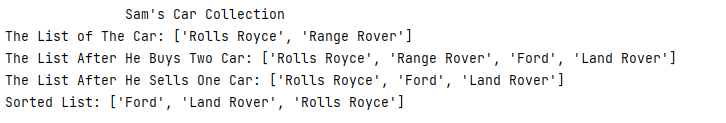 Sam's Car Collection
The List of The Car: ['Rolls Royce', 'Range Rover']
The List After He Buys Two Car: ['Rolls Royce', 'Range Rover', 'Ford', 'Land Rover']
The List After He Sells One Car: ['Rolls Royce', 'Ford', 'Land Rover']
Sorted List: ['Ford', 'Land Rover', 'Rolls Royce']